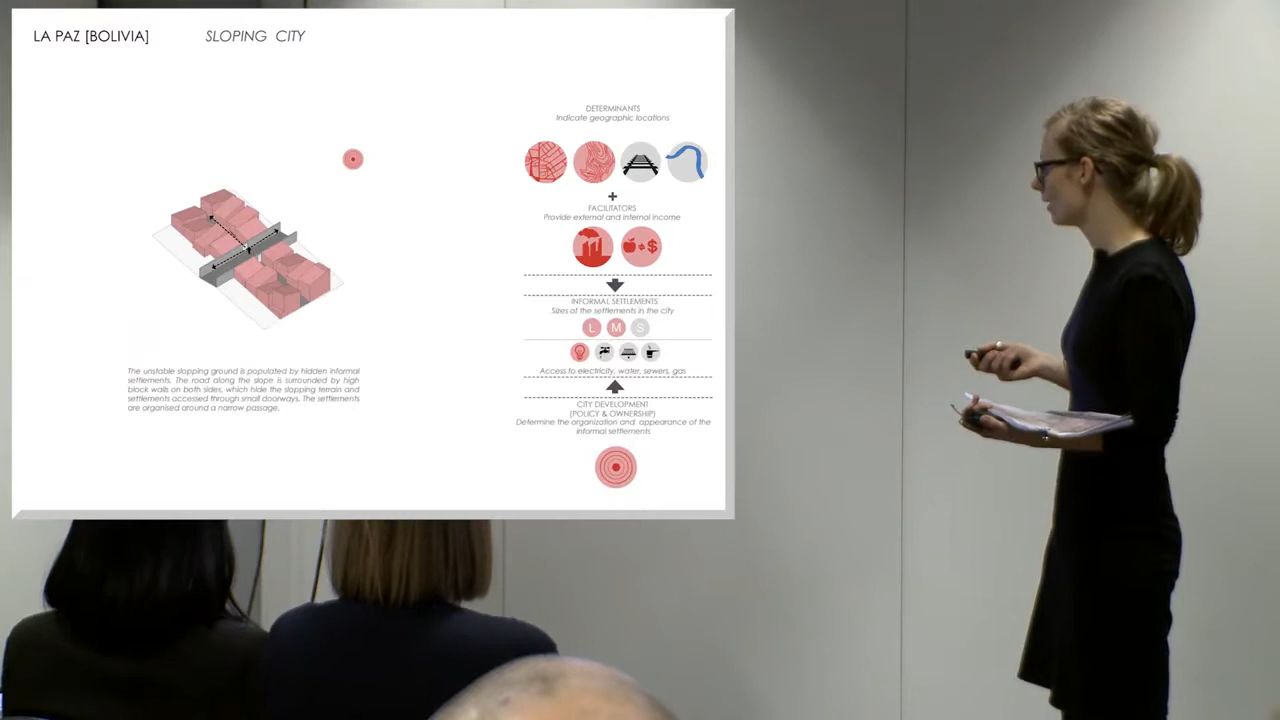 LA PAZ [BOLIVIA] SLOPING CITY
The unstable slopping ground is populated by hidden informal
settlements. The road along the slope is surrounded by high
block walls on both sides, which hide the slopping terrain and
settlements accessed through small doorways. The settlements
are organised around a narrow passage.
DETERMINANTS
Indicate geographic locations
+
FACILITATORS
Provide external and internal income
$
INFORMAL SETTLEMENTS
Sizes of the settlements in the city
L M S
Access to electricity, water, sewers, gas
CITY DEVELOPMENT
(POLICY & OWNERSHIP)
Determine the organization and appearance of the
informal settlements